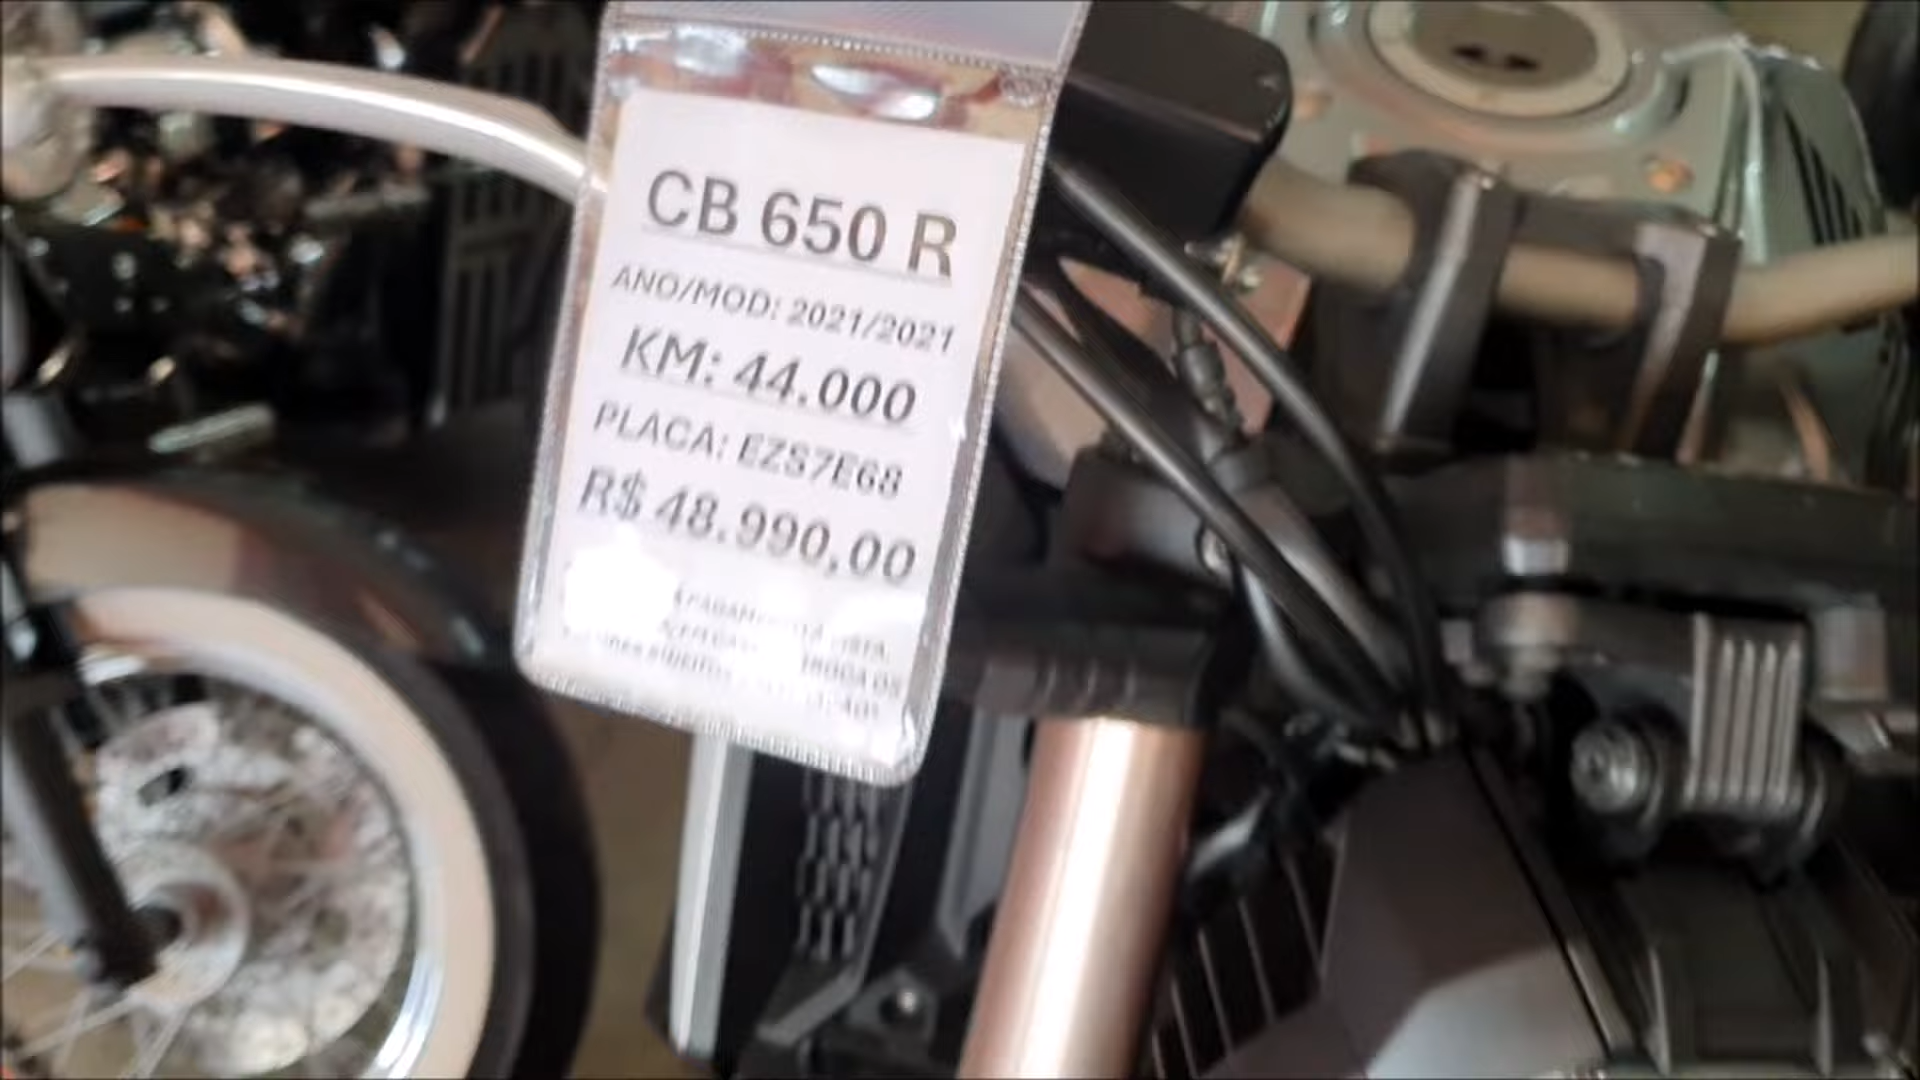 CB 650 R
ANO/MOD: 2021/2021
KM: 44.000
PLACA: EZS7E68
R$ 48.990,00